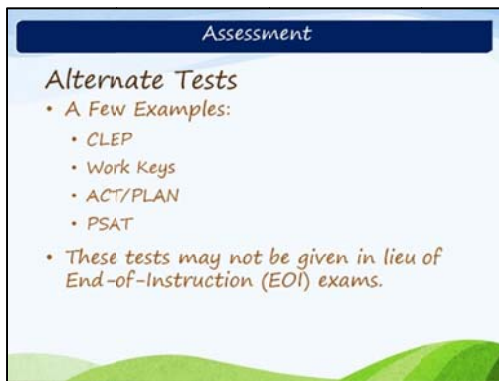 Assessment
Alternate Tests
• A Few Examples:
• CLEP
• Work Keys
• ACT/PLAN
• PSAT
• These tests may not be given in lieu of
End-of-Instruction (EOI) exams.